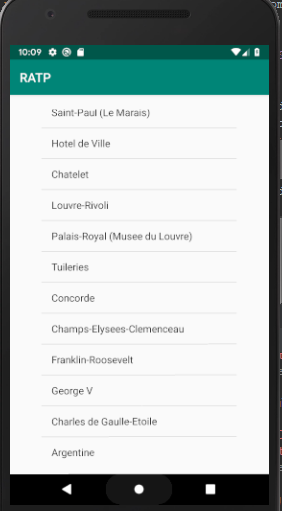 10:09
RATP
Saint-Paul (Le Marais)
Hotel de Ville
Chatelet
Louvre-Rivoli
Palais-Royal (Musee du Louvre)
Tuileries
Concorde
Champs-Elysees-Clemenceau
Franklin-Roosevelt
George V
Charles de Gaulle-Etoile
Argentine